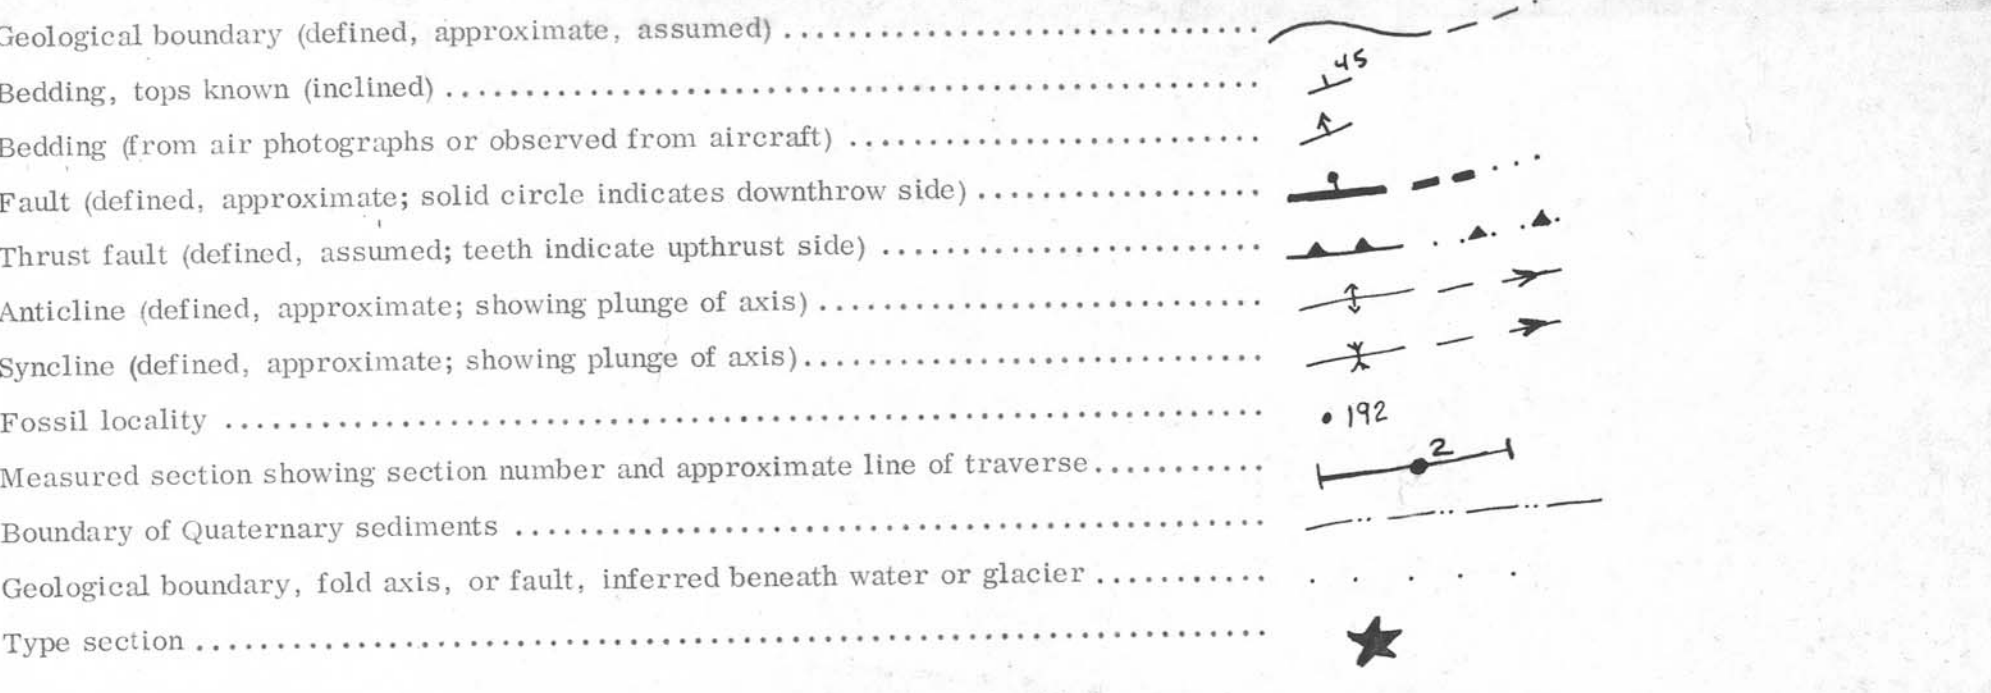 Geological boundary (defined, approximate, assumed) ..............................
Bedding, tops known (inclined) .................................................... 45
Bedding (from air photographs or observed from aircraft) ..........................
Fault (defined, approximate; solid circle indicates downthrow side) ..................
Thrust fault (defined, assumed; teeth indicate upthrust side) ........................
Anticline (defined, approximate; showing plunge of axis) ............................
Syncline (defined, approximate; showing plunge of axis).............................
Fossil locality ................................................................. 192
Measured section showing section number and approximate line of traverse........... 2
Boundary of Quaternary sediments ................................................
Geological boundary, fold axis, or fault, inferred beneath water or glacier ...........
Type section ....................................................................